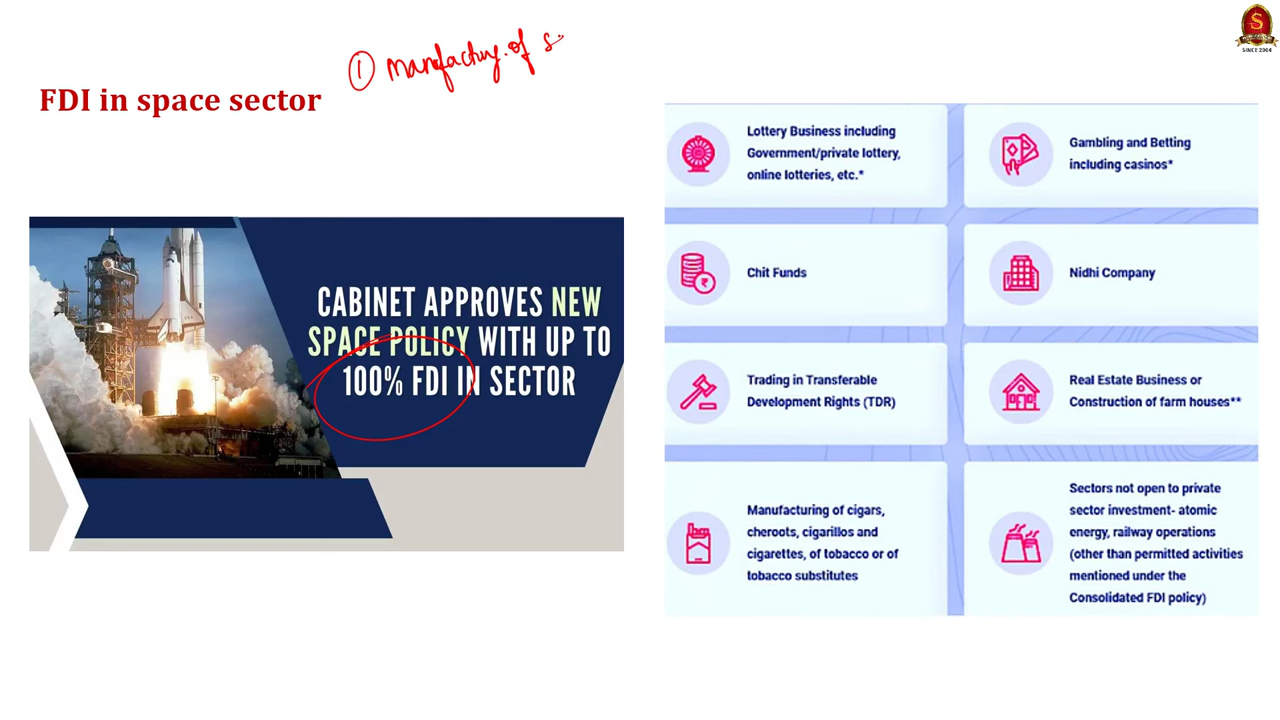 ① Manufactury. of s
FDI in space sector
CABINET APPROVES NEW
SPACE POLICY WITH UP TO
100% FDI IN SECTOR
Lottery Business including
Government/private lottery,
online lotteries, etc.*
Gambling and Betting
including casinos*
Chit Funds
Nidhi Company
Trading in Transferable
Development Rights (TDR)
Real Estate Business or
Construction of farm houses**
Manufacturing of cigars,
cheroots, cigarillos and
cigarettes, of tobacco or of
tobacco substitutes
Sectors not open to private
sector investment- atomic
energy, railway operations
(other than permitted activities
mentioned under the
Consolidated FDI policy)
S
SINCE 2004